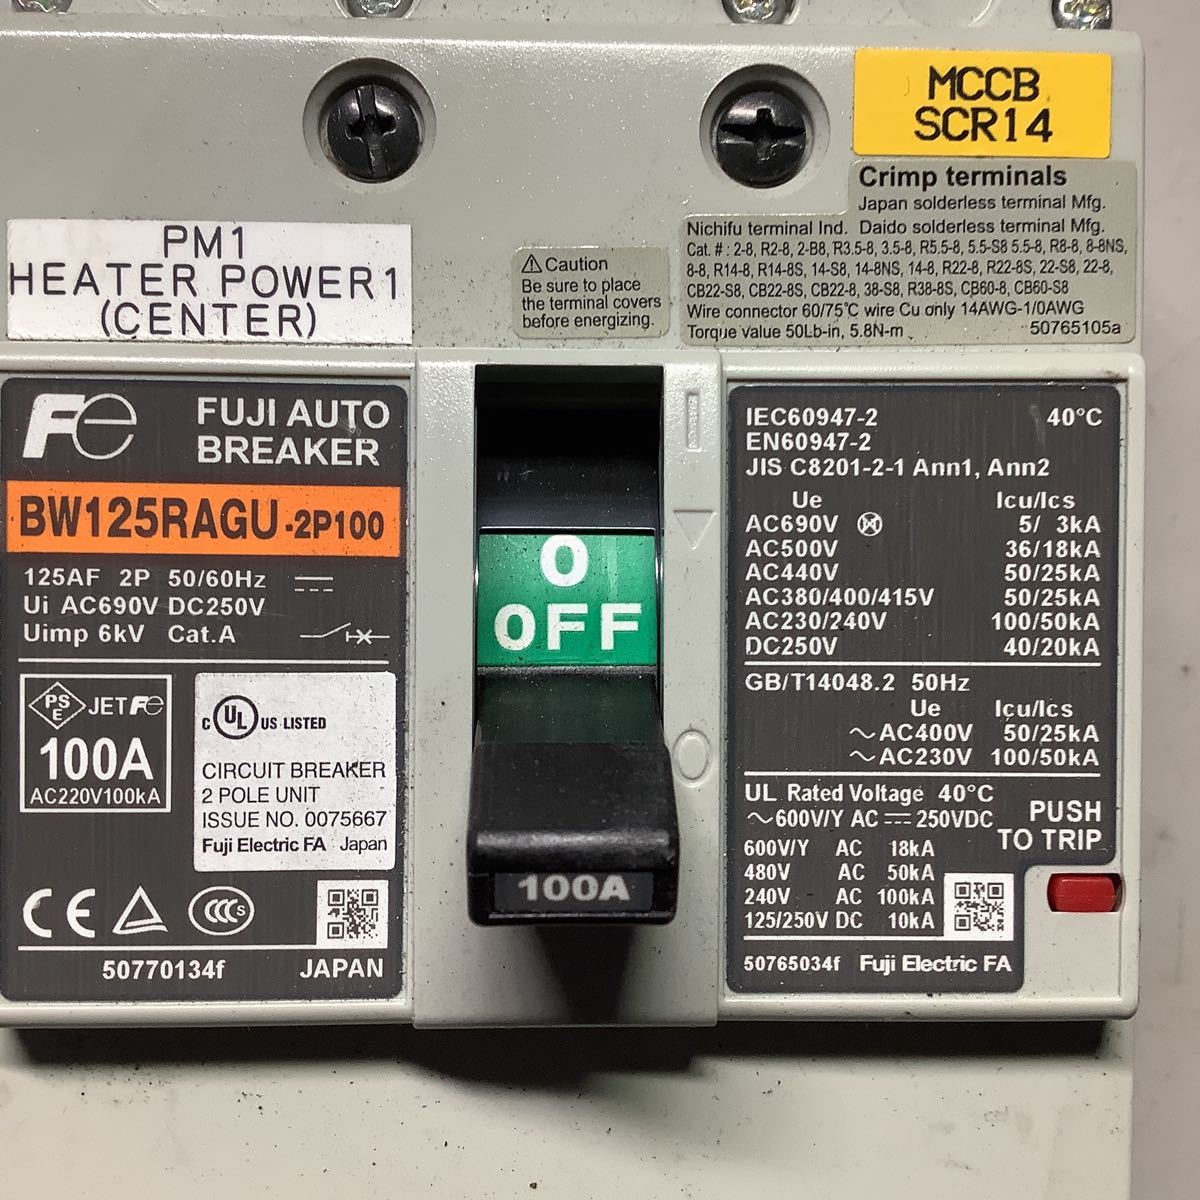 MCCB
SCR14
Crimp terminals
Japan solderless terminal Mfg.
Nichifu terminal Ind. Daido solderless terminal Mfg.
Cat. # : 2-8, R2-8, 2-B8, R3.5-8, 3.5-8, R5.5-8, 5.5-S8 5.5-8, R8-8, 8-8NS,
8-8, R14-8, R14-8S, 14-S8, 14-8NS, 14-8, R22-8, R22-8S, 22-S8, 22-8,
CB22-S8, CB22-8S, CB22-8, 38-S8, R38-8S, CB60-8, CB60-S8
Wire connector 60/75℃ wire Cu only 14AWG-1/0AWG
Torque value 50Lb-in, 5.8N-m 50765105a
PM1
HEATER POWER1
(CENTER)
⚠ Caution
Be sure to place
the terminal covers
before energizing.
Fe FUJI AUTO
BREAKER
BW125RAGU-2P100
125AF 2P 50/60Hz
Ui AC690V DC250V
Uimp 6kV Cat.A
PS
E JET Fe
100A
AC220V100kA
c UL US LISTED
CIRCUIT BREAKER
2 POLE UNIT
ISSUE NO. 0075667
Fuji Electric FA Japan
CE CCC S
50770134f JAPAN
O
OFF
100A
IEC60947-2 40°C
EN60947-2
JIS C8201-2-1 Ann1, Ann2
Ue Icu/Ics
AC690V 5/ 3kA
AC500V 36/18kA
AC440V 50/25kA
AC380/400/415V 50/25kA
AC230/240V 100/50kA
DC250V 40/20kA
GB/T14048.2 50Hz
Ue Icu/Ics
～AC400V 50/25kA
～AC230V 100/50kA
UL Rated Voltage 40°C
～600V/Y AC ⎓ 250VDC
600V/Y AC 18kA
480V AC 50kA
240V AC 100kA
125/250V DC 10kA
PUSH
TO TRIP
50765034f Fuji Electric FA